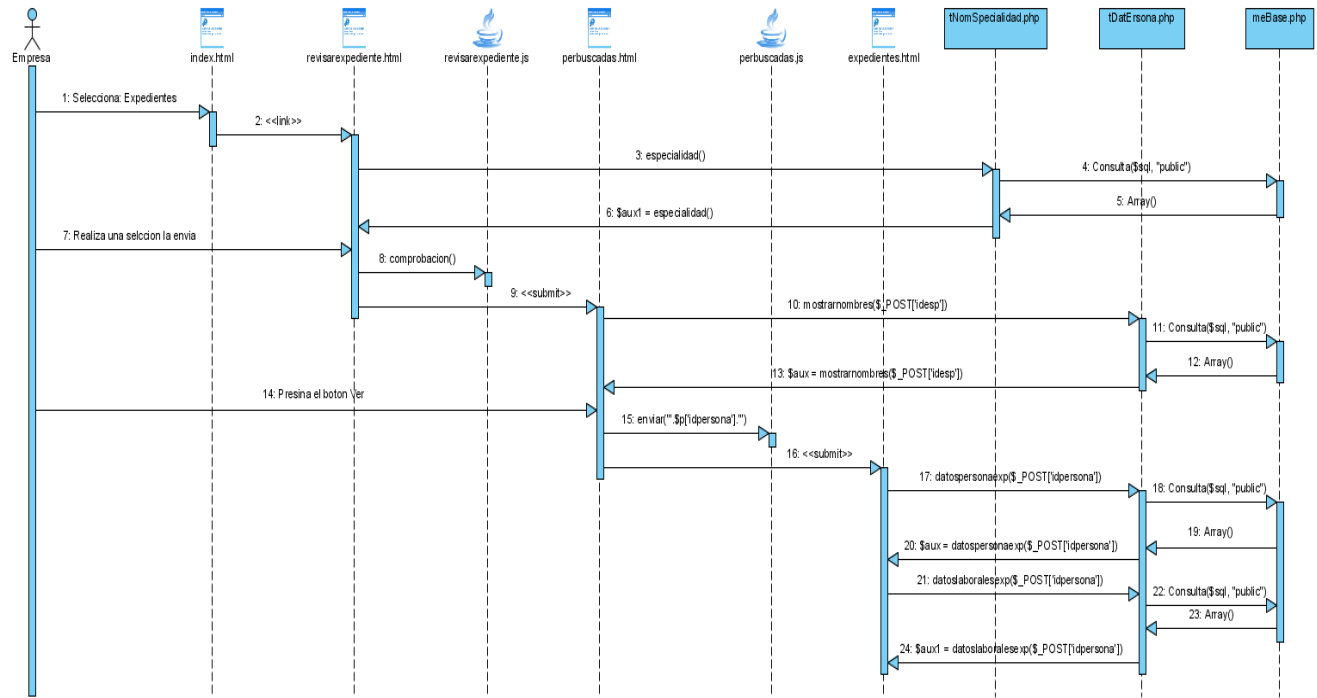 tNomSpecialidad.php
tDatErsona.php
meBase.php
Empresa
index.html
revisarexpediente.html
revisarexpediente.js
perbuscadas.html
perbuscadas.js
expedientes.html
1: Selecciona: Expedientes
2: <<link>>
3: especialidad()
4: Consulta($sql, "public")
5: Array()
6: $aux1 = especialidad()
7: Realiza una selccion la envia
8: comprobacion()
9: <<submit>>
10: mostrarnombres($_POST['idesp'])
11: Consulta($sql, "public")
12: Array()
13: $aux = mostrarnombres($_POST['idesp'])
14: Presina el boton Ver
15: enviar('".$p['idpersona']."')
16: <<submit>>
17: datospersonaexp($_POST['idpersona'])
18: Consulta($sql, "public")
19: Array()
20: $aux = datospersonaexp($_POST['idpersona'])
21: datoslaboralesexp($_POST['idpersona'])
22: Consulta($sql, "public")
23: Array()
24: $aux1 = datoslaboralesexp($_POST['idpersona'])